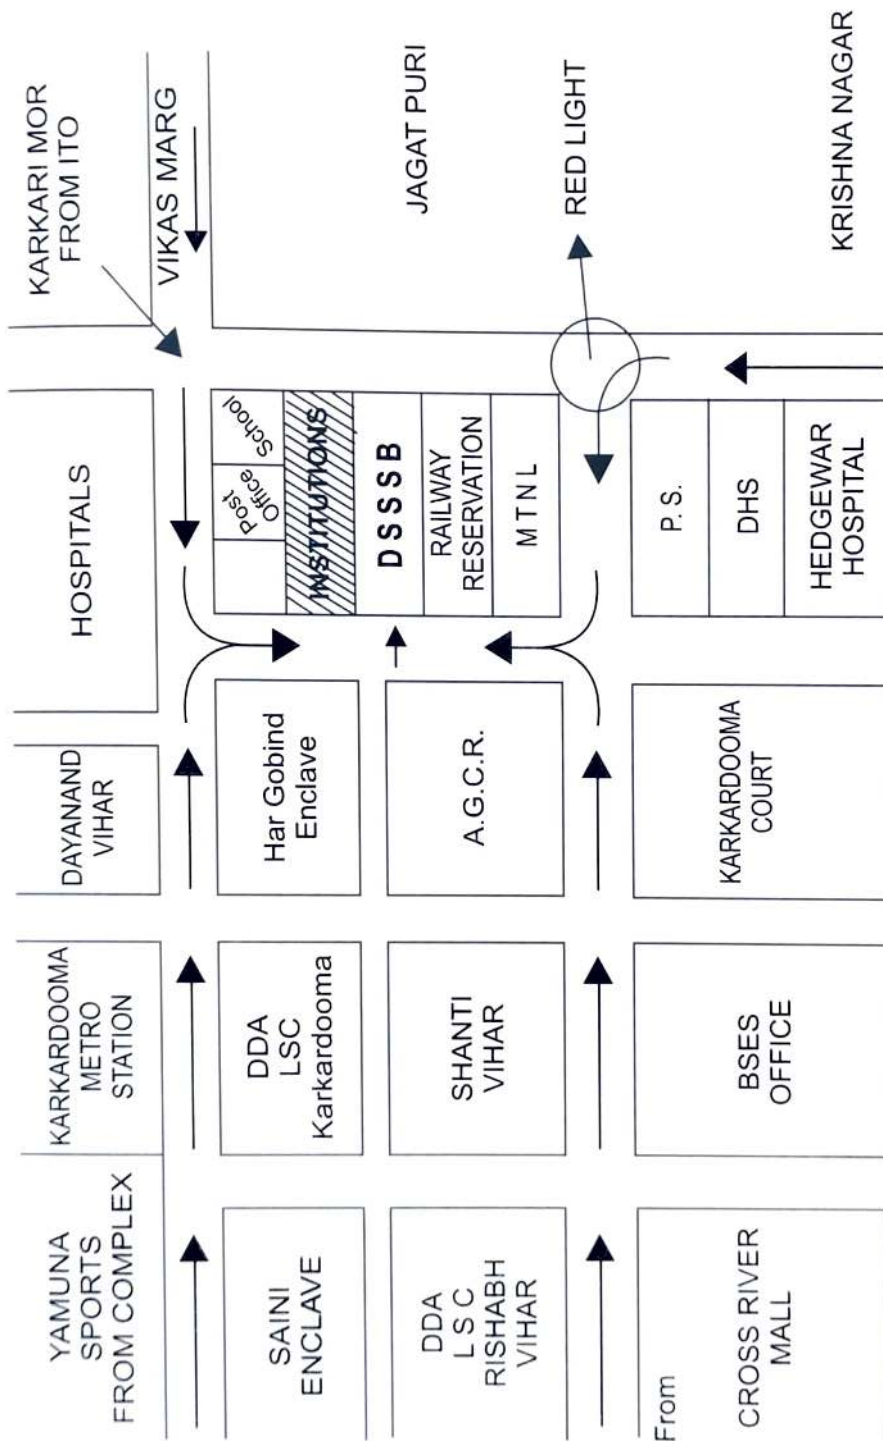 YAMUNA
SPORTS
FROM COMPLEX
KARKARDOOMA
METRO
STATION
DAYANAND
VIHAR
HOSPITALS
KARKARI MOR
FROM ITO
VIKAS MARG
SAINI
ENCLAVE
DDA
LSC
Karkardooma
Har Gobind
Enclave
Post
Office
School
INSTITUTIONS
DSSSB
RAILWAY
RESERVATION
MTNL
JAGAT PURI
DDA
L S C
RISHABH
VIHAR
SHANTI
VIHAR
A.G.C.R.
RED LIGHT
From
CROSS RIVER
MALL
BSES
OFFICE
KARKARDOOMA
COURT
P.S.
DHS
HEDGEWAR
HOSPITAL
KRISHNA NAGAR